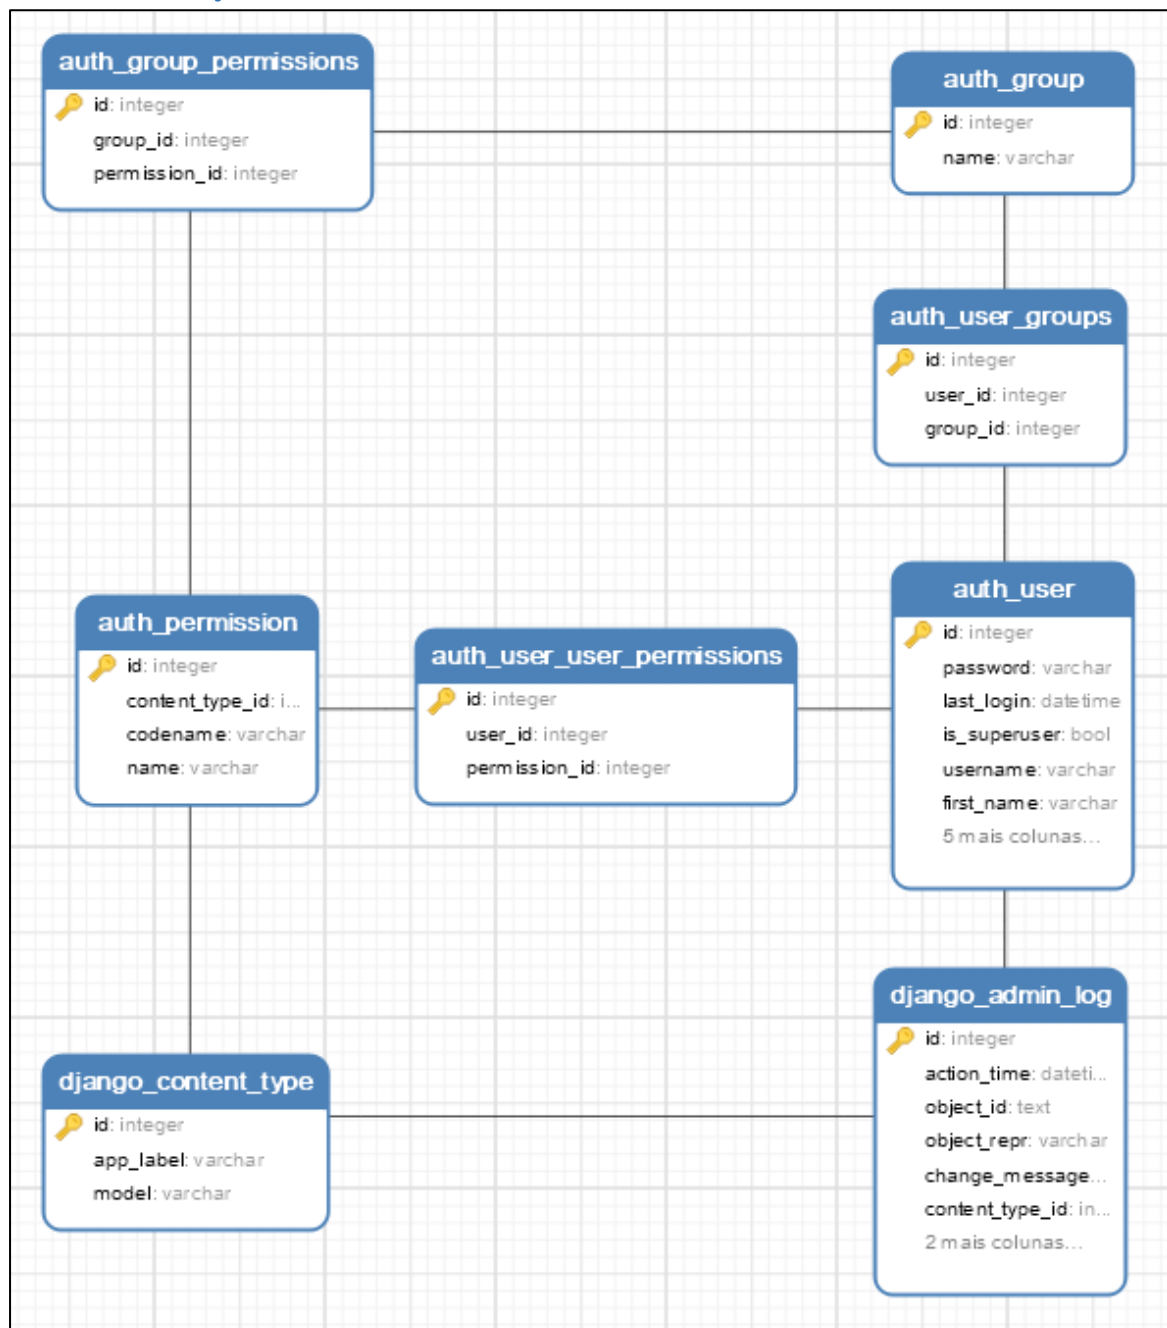 auth_group_permissions
id: integer
group_id: integer
permission_id: integer
auth_group
id: integer
name: varchar
auth_user_groups
id: integer
user_id: integer
group_id: integer
auth_permission
id: integer
content_type_id: i...
codename: varchar
name: varchar
auth_user_user_permissions
id: integer
user_id: integer
permission_id: integer
auth_user
id: integer
password: varchar
last_login: datetime
is_superuser: bool
username: varchar
first_name: varchar
5 mais colunas...
django_content_type
id: integer
app_label: varchar
model: varchar
django_admin_log
id: integer
action_time: dateti...
object_id: text
object_repr: varchar
change_message...
content_type_id: in...
2 mais colunas...